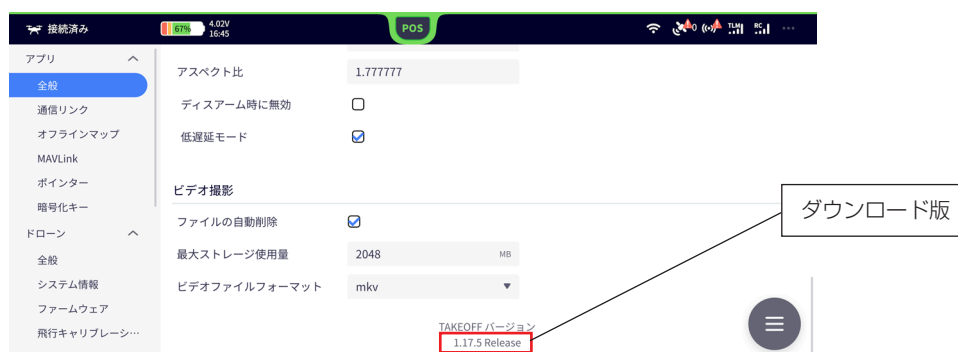 接続済み
67%
4.02V
16:45
POS
0
TLM
RC
アプリ
全般
通信リンク
オフラインマップ
MAVLink
ポインター
暗号化キー
ドローン
全般
システム情報
ファームウェア
飛行キャリブレーシ…
アスペクト比 1.777777
ディスアーム時に無効
低遅延モード
ビデオ撮影
ファイルの自動削除
最大ストレージ使用量 2048 MB
ビデオファイルフォーマット mkv
TAKEOFF バージョン
1.17.5 Release
ダウンロード版